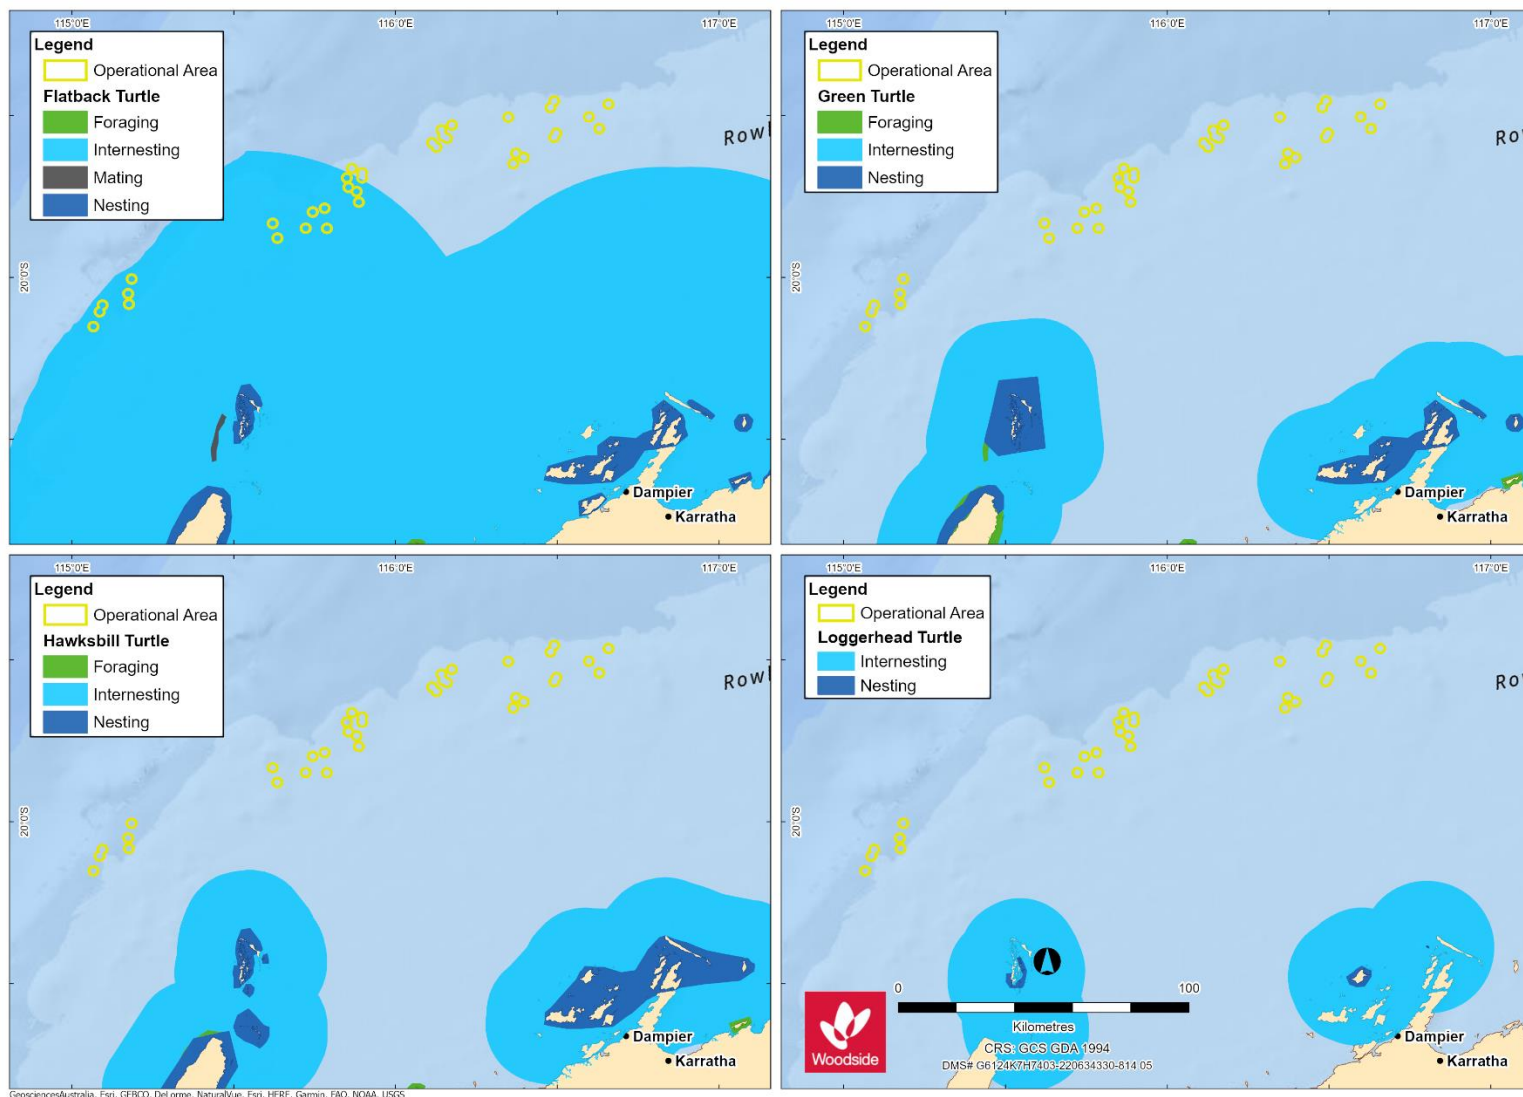 115°0'E
116°0'E
117°0'E
Legend
Operational Area
Flatback Turtle
Foraging
Internesting
Mating
Nesting
Rowl
20°0'S
Dampier
Karratha
115°0'E
116°0'E
117°0'E
Legend
Operational Area
Green Turtle
Foraging
Internesting
Nesting
Ro
20°0'S
Dampier
Karratha
115°0'E
116°0'E
117°0'E
Legend
Operational Area
Hawksbill Turtle
Foraging
Internesting
Nesting
Rowl
20°0'S
Dampier
Karratha
115°0'E
116°0'E
117°0'E
Legend
Operational Area
Loggerhead Turtle
Internesting
Nesting
Ro
20°0'S
Dampier
Karratha
Woodside
0 100
Kilometres
CRS: GCS GDA 1994
DMS# G6124K7H7403-220634330-814 05
GeosciencesAustralia, Esri, GEBCO, DeLorme, NaturalVue, Esri, HERE, Garmin, FAO, NOAA, USGS